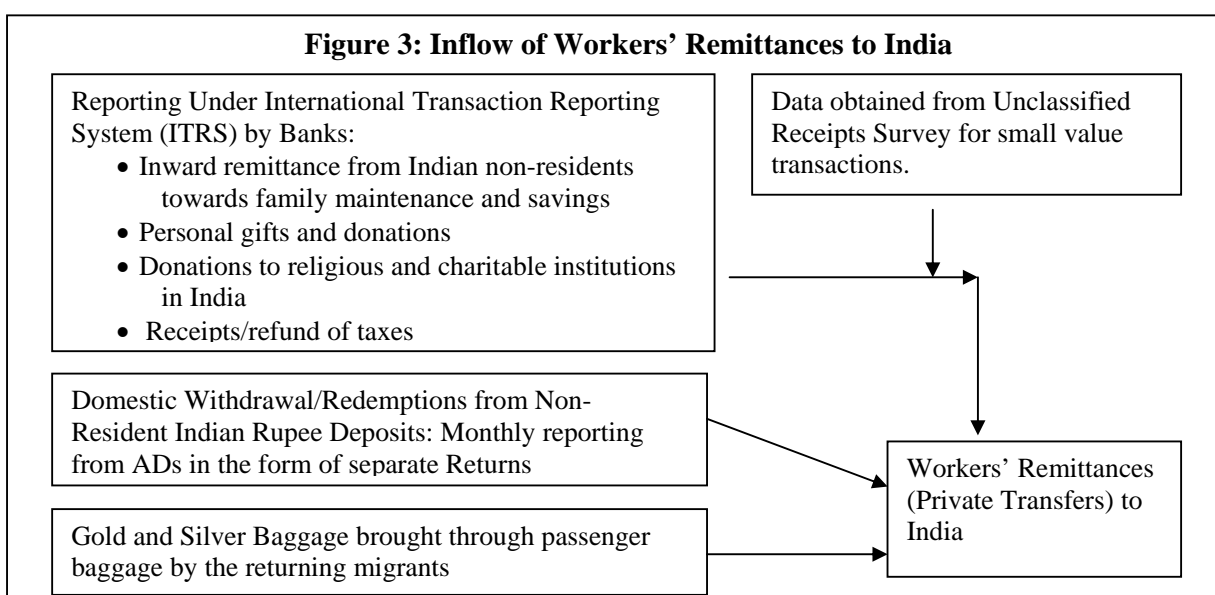 Figure 3: Inflow of Workers’ Remittances to India
Reporting Under International Transaction Reporting
System (ITRS) by Banks:
• Inward remittance from Indian non-residents
towards family maintenance and savings
• Personal gifts and donations
• Donations to religious and charitable institutions
in India
• Receipts/refund of taxes
Data obtained from Unclassified
Receipts Survey for small value
transactions.
Domestic Withdrawal/Redemptions from Non-
Resident Indian Rupee Deposits: Monthly reporting
from ADs in the form of separate Returns
Gold and Silver Baggage brought through passenger
baggage by the returning migrants
Workers’ Remittances
(Private Transfers) to
India